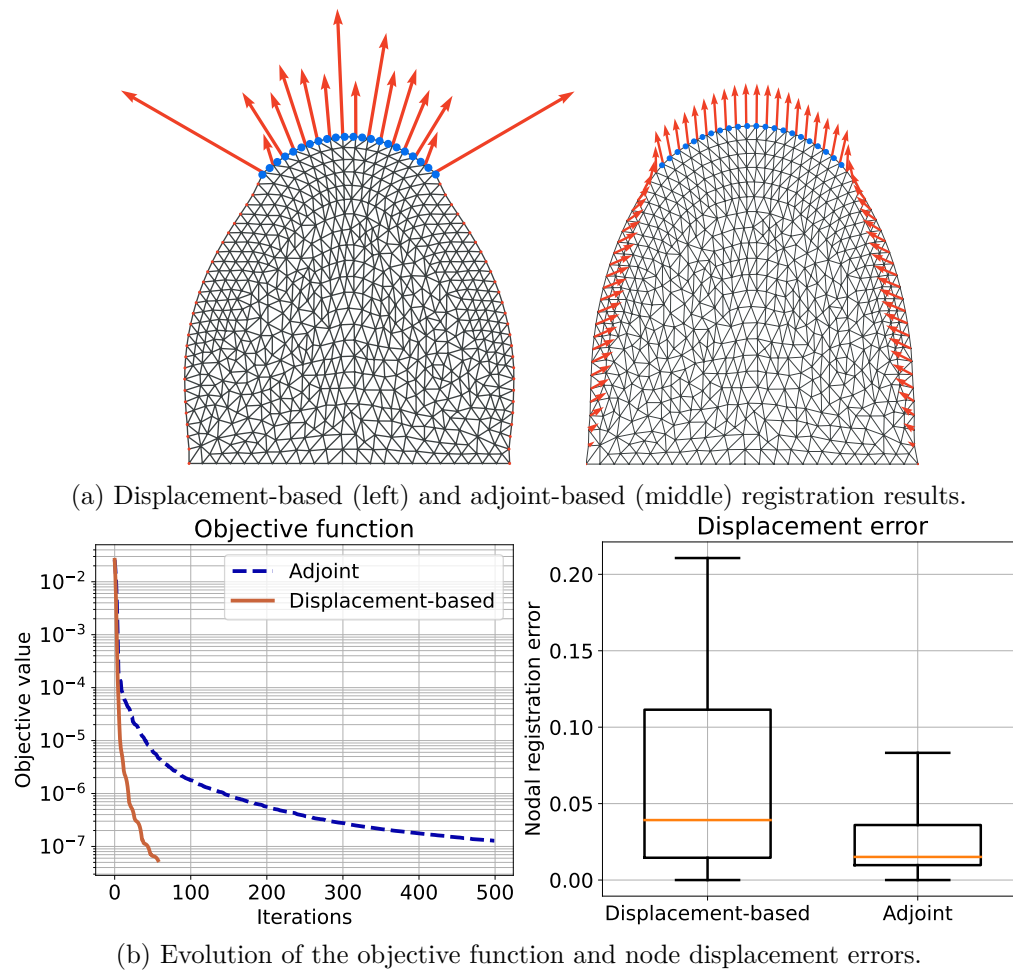 (a) Displacement-based (left) and adjoint-based (middle) registration results.
Objective function
Objective value
10⁻²
10⁻³
10⁻⁴
10⁻⁵
10⁻⁶
10⁻⁷
Adjoint
Displacement-based
0 100 200 300 400 500
Iterations
Displacement error
Nodal registration error
0.20
0.15
0.10
0.05
0.00
Displacement-based Adjoint
(b) Evolution of the objective function and node displacement errors.